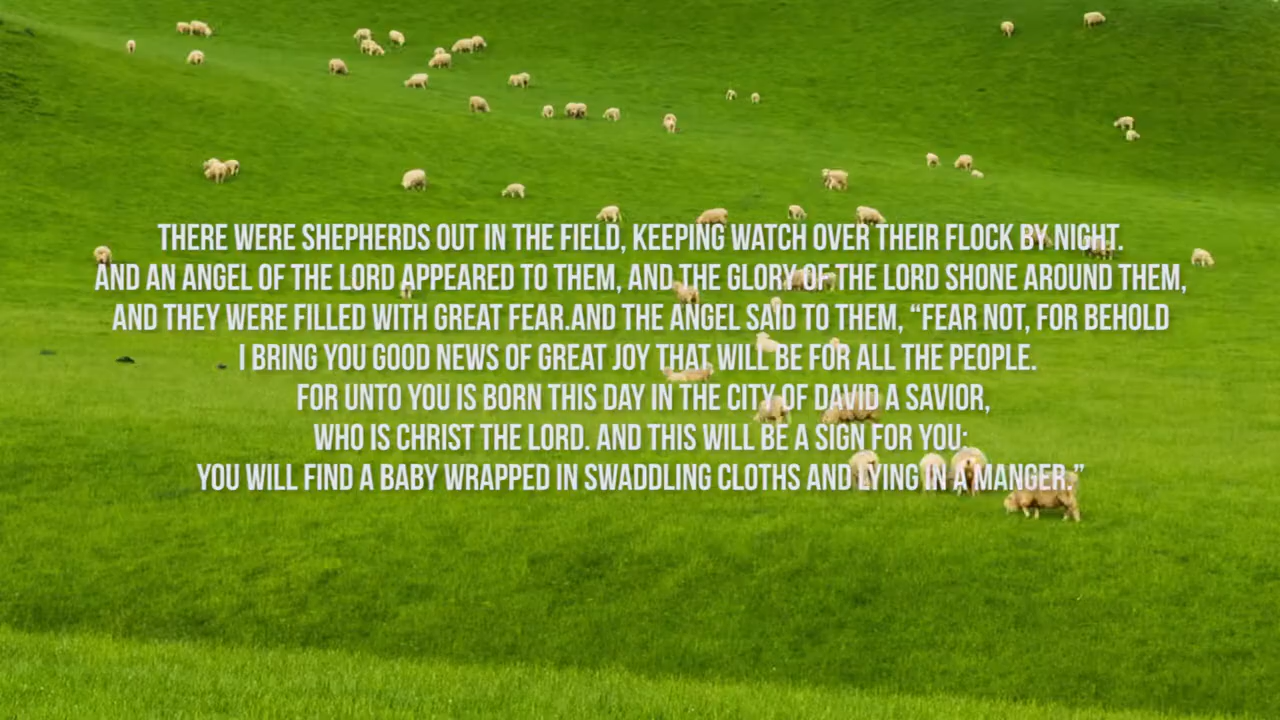 THERE WERE SHEPHERDS OUT IN THE FIELD, KEEPING WATCH OVER THEIR FLOCK BY NIGHT.
AND AN ANGEL OF THE LORD APPEARED TO THEM, AND THE GLORY OF THE LORD SHONE AROUND THEM,
AND THEY WERE FILLED WITH GREAT FEAR.AND THE ANGEL SAID TO THEM, “FEAR NOT, FOR BEHOLD
I BRING YOU GOOD NEWS OF GREAT JOY THAT WILL BE FOR ALL THE PEOPLE.
FOR UNTO YOU IS BORN THIS DAY IN THE CITY OF DAVID A SAVIOR,
WHO IS CHRIST THE LORD. AND THIS WILL BE A SIGN FOR YOU:
YOU WILL FIND A BABY WRAPPED IN SWADDLING CLOTHS AND LYING IN A MANGER.”